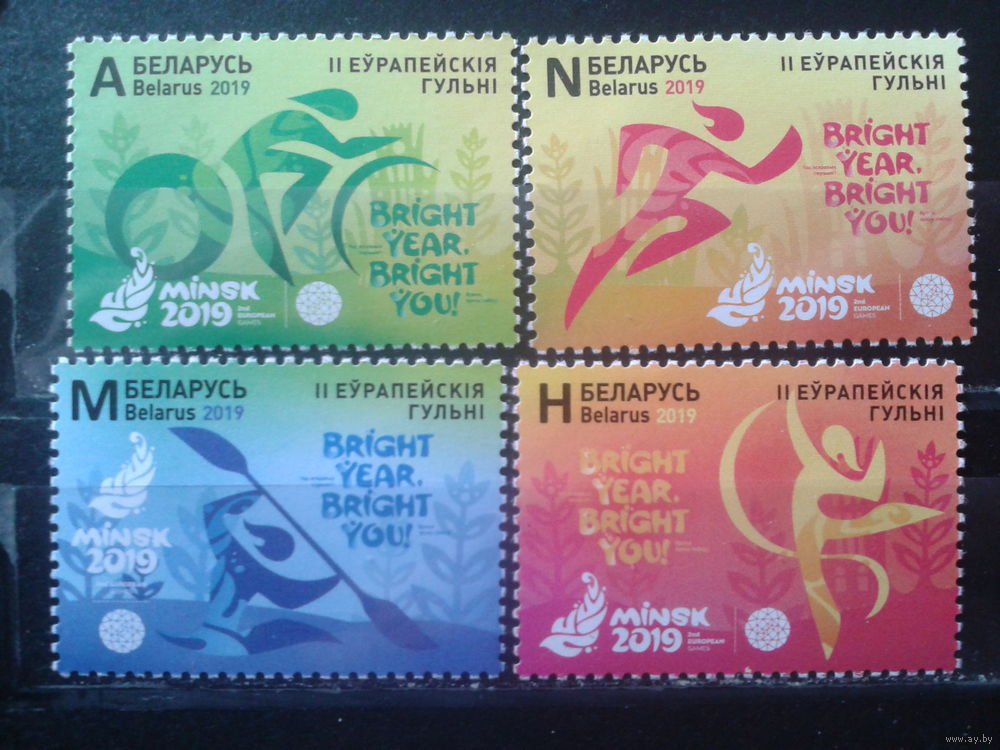 A БЕЛАРУСЬ
Belarus 2019
II ЕЎРАПЕЙСКІЯ
ГУЛЬНІ
BRIGHT
YEAR,
BRIGHT
YOU!
MINSK
2019
2nd
EUROPEAN
GAMES
N БЕЛАРУСЬ
Belarus 2019
II ЕЎРАПЕЙСКІЯ
ГУЛЬНІ
BRIGHT
YEAR,
BRIGHT
YOU!
MINSK
2019
2nd
EUROPEAN
GAMES
M БЕЛАРУСЬ
Belarus 2019
II ЕЎРАПЕЙСКІЯ
ГУЛЬНІ
BRIGHT
YEAR,
BRIGHT
YOU!
MINSK
2019
H БЕЛАРУСЬ
Belarus 2019
II ЕЎРАПЕЙСКІЯ
ГУЛЬНІ
BRIGHT
YEAR,
BRIGHT
YOU!
MINSK
2019
2nd
EUROPEAN
GAMES
www.ay.by